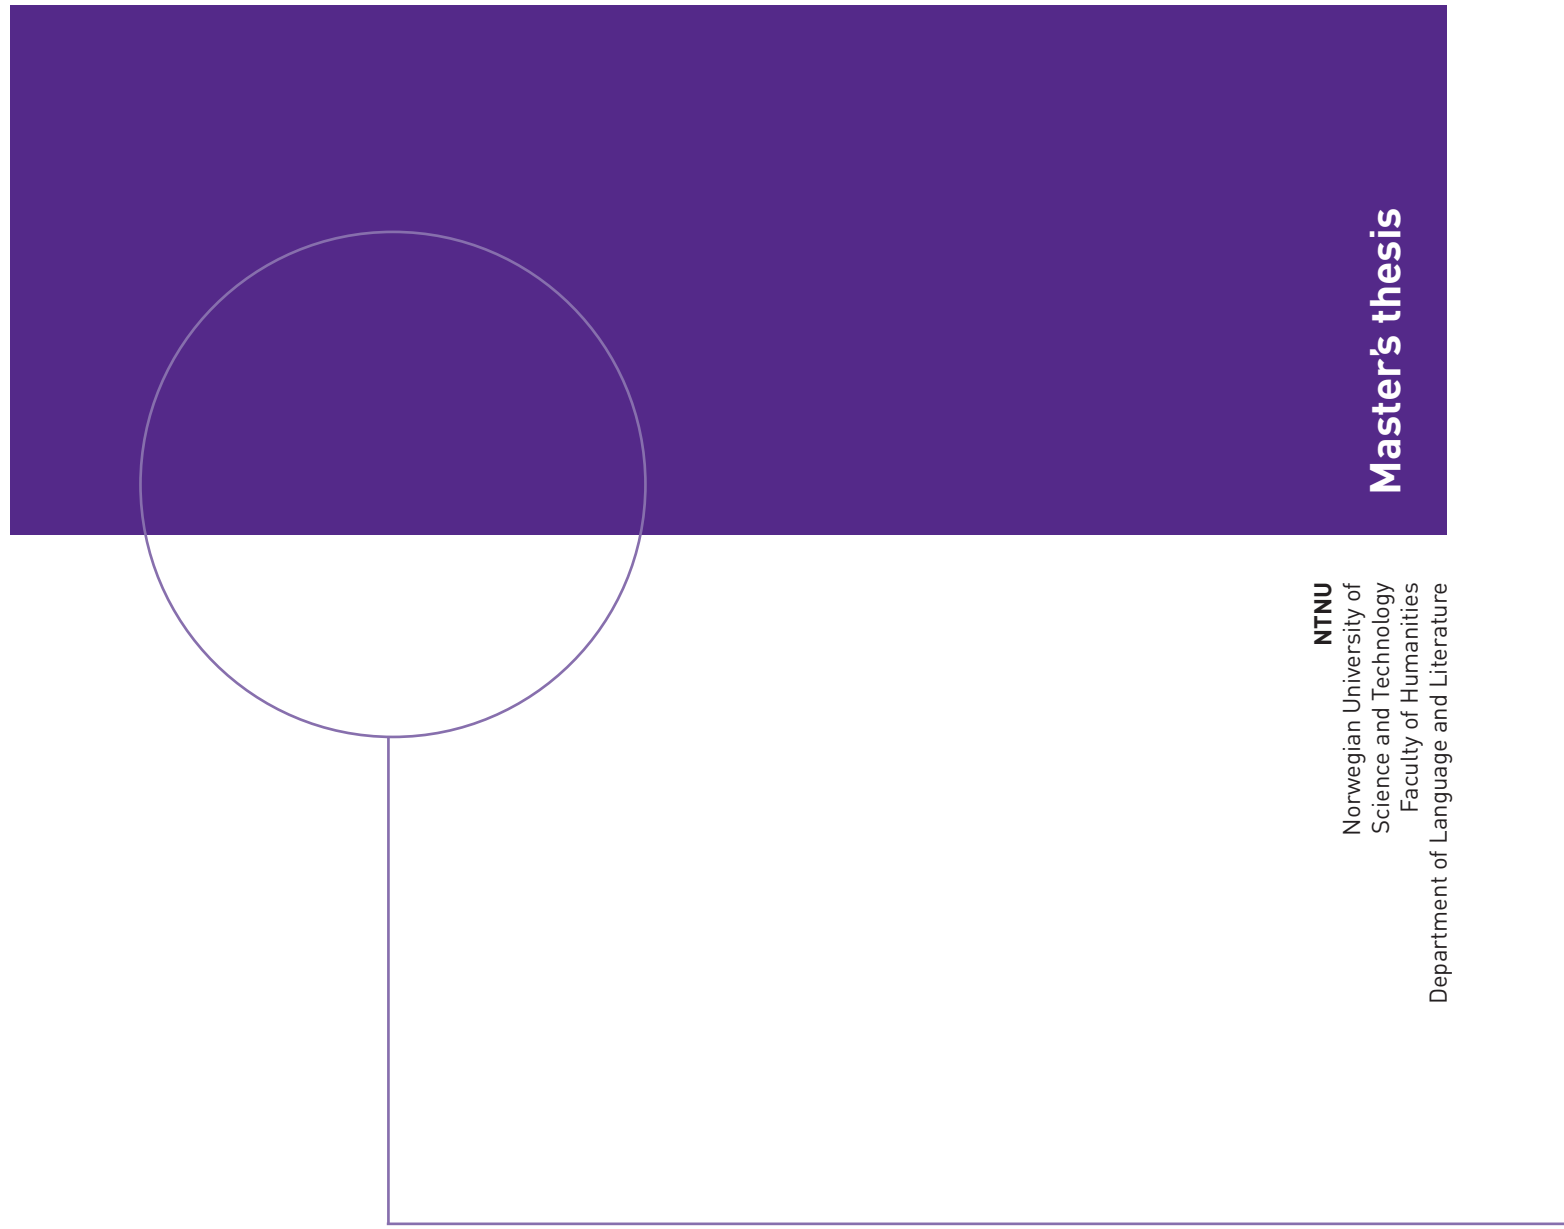 Master's thesis
NTNU
Norwegian University of
Science and Technology
Faculty of Humanities
Department of Language and Literature